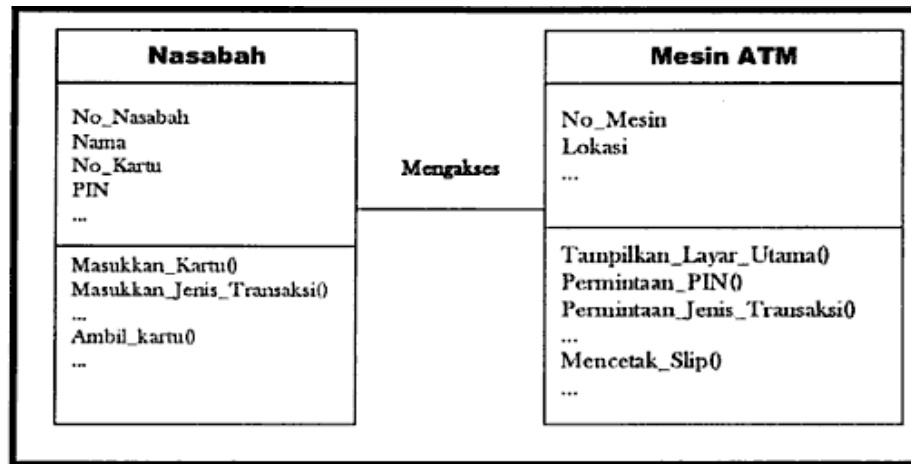 Nasabah
No_Nasabah
Nama
No_Kartu
PIN
...
Masukkan_Kartu()
Masukkan_Jenis_Transaksi()
...
Ambil_kartu()
...
Mengakses
Mesin ATM
No_Mesin
Lokasi
...
Tampilkan_Layar_Utama()
Permintaan_PIN()
Permintaan_Jenis_Transaksi()
...
Mencetak_Slip()
...